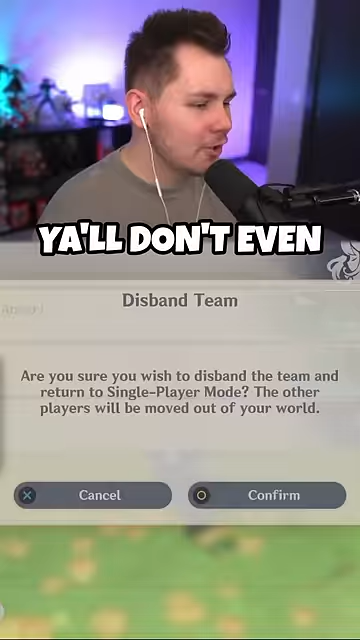 YA'LL DON'T EVEN
Disband Team
Are you sure you wish to disband the team and
return to Single-Player Mode? The other
players will be moved out of your world.
Cancel
Confirm